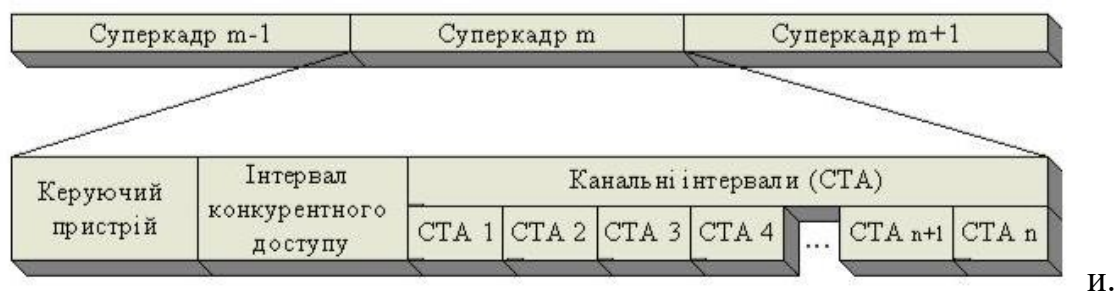 Суперкадр m-1 Суперкадр m Суперкадр m+1
Керуючий
пристрій
Інтервал
конкурентного
доступу
Канальні інтервали (СТА)
СТА 1 СТА 2 СТА 3 СТА 4 ... СТА n+1 СТА n
и.